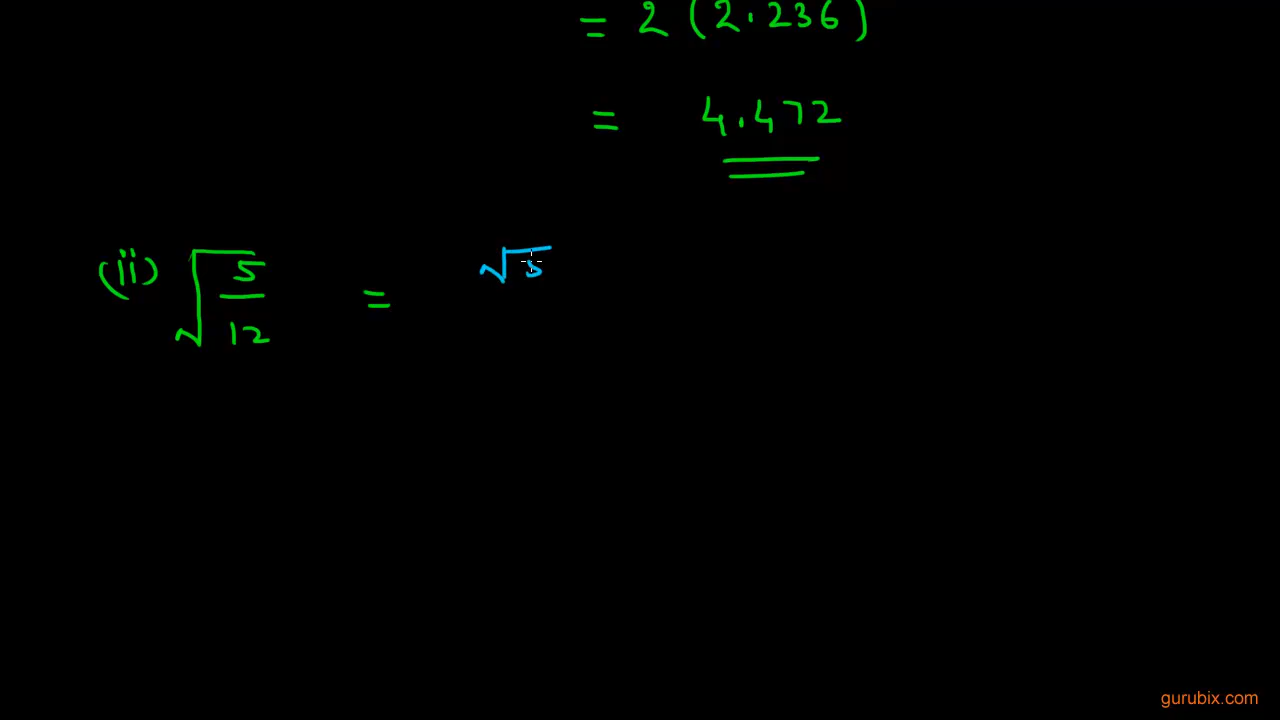 = 2 (2.236)
= 4.472
(ii) √(5/12) = √5
gurubix.com